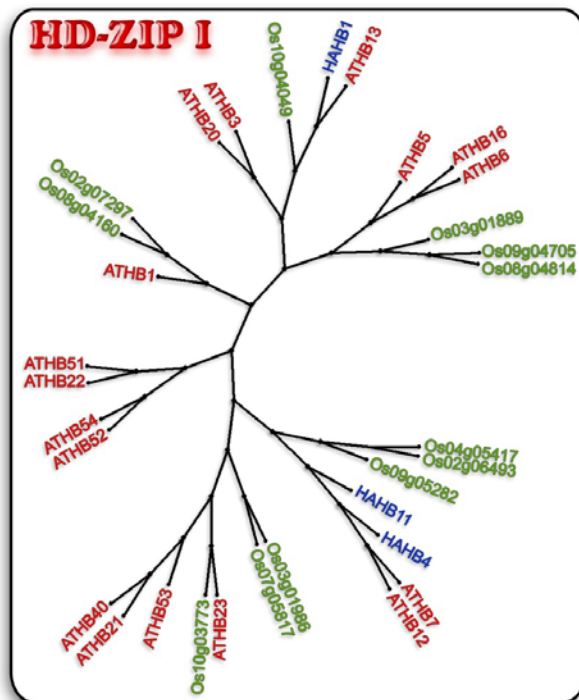 HD-ZIP I
Os10g04049
HAHB1
ATHB13
ATHB3
ATHB20
ATHB5
ATHB16
ATHB6
Os02g07297
Os08g04160
Os03g01889
Os09g04705
Os08g04814
ATHB1
ATHB51
ATHB22
ATHB54
ATHB52
Os04g05417
Os02g06493
Os09g05282
HAHB11
HAHB4
ATHB7
ATHB12
Os03g01986
Os07g05817
ATHB23
Os10g03773
ATHB53
ATHB21
ATHB40